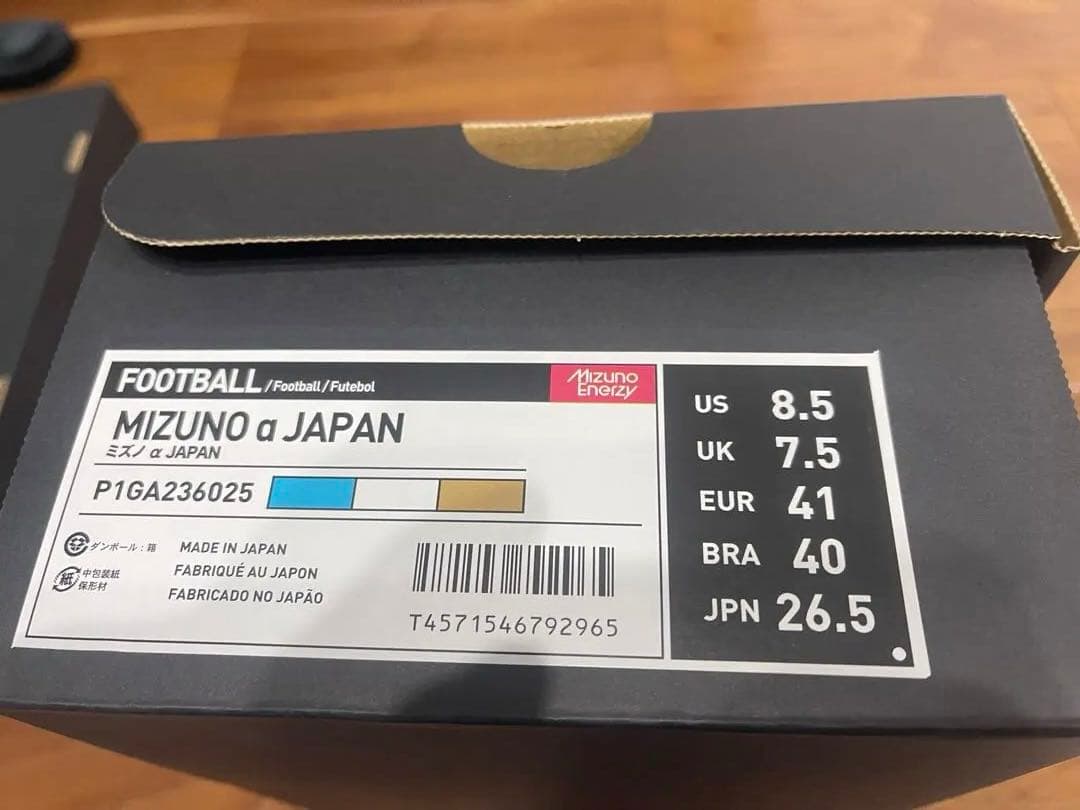 FOOTBALL /Football/Futebol
Mizuno
Enerzy
MIZUNO α JAPAN
ミズノ α JAPAN
P1GA236025
ダンボール : 箱
紙 中包装紙
保形材
MADE IN JAPAN
FABRIQUÉ AU JAPON
FABRICADO NO JAPÃO
T4571546792965
US 8.5
UK 7.5
EUR 41
BRA 40
JPN 26.5